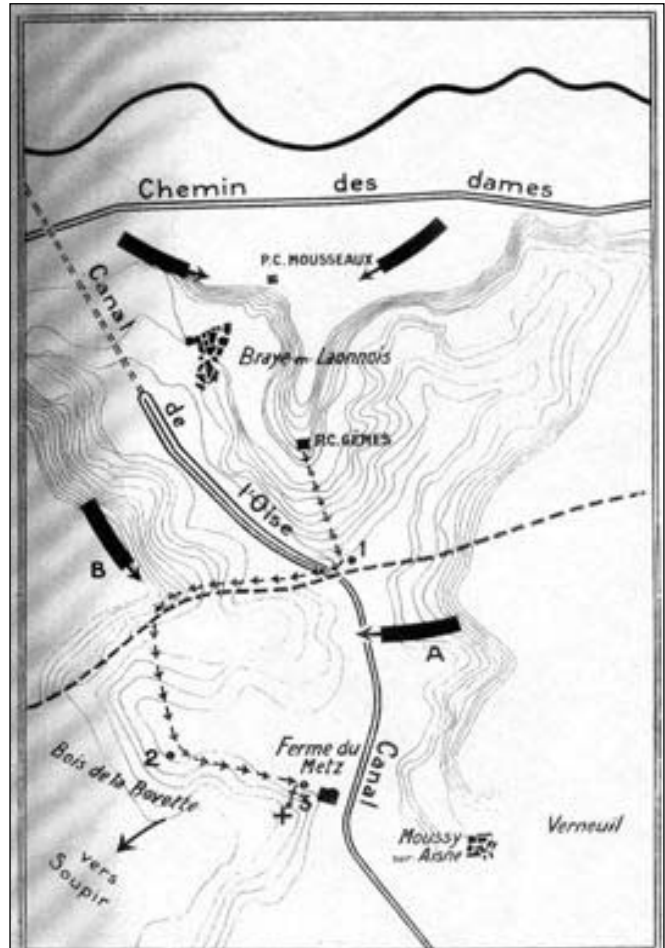 Chemin des dames
Canal de l'Oise
P.C. MOUSSEAUX
Braye en Laonnois
P.C. GÊMES
1
B
A
Ferme du
Metz
2
3
Bois de la Bovette
Canal
Moussy
sur Aisne
Verneuil
vers
Soupir